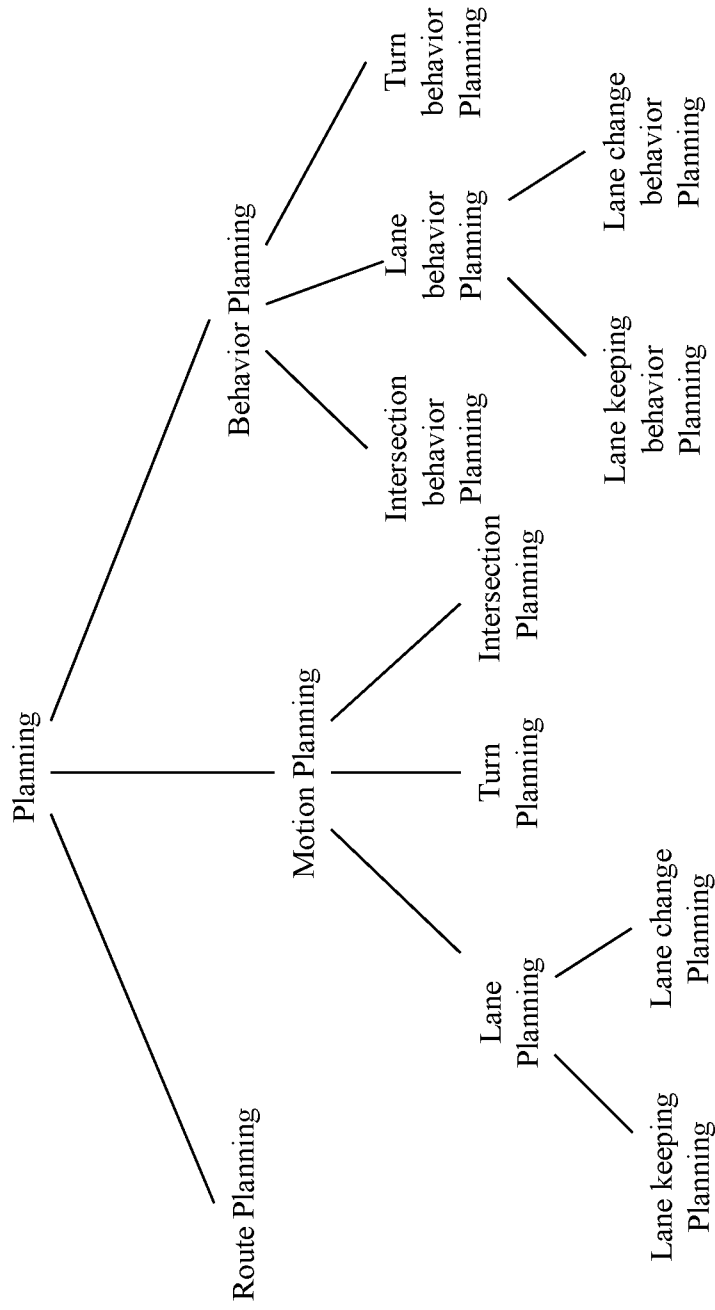 Planning
Route Planning
Motion Planning
Behavior Planning
Lane
Planning
Turn
Planning
Intersection
Planning
Intersection
behavior
Planning
Lane
behavior
Planning
Turn
behavior
Planning
Lane keeping
Planning
Lane change
Planning
Lane keeping
behavior
Planning
Lane change
behavior
Planning